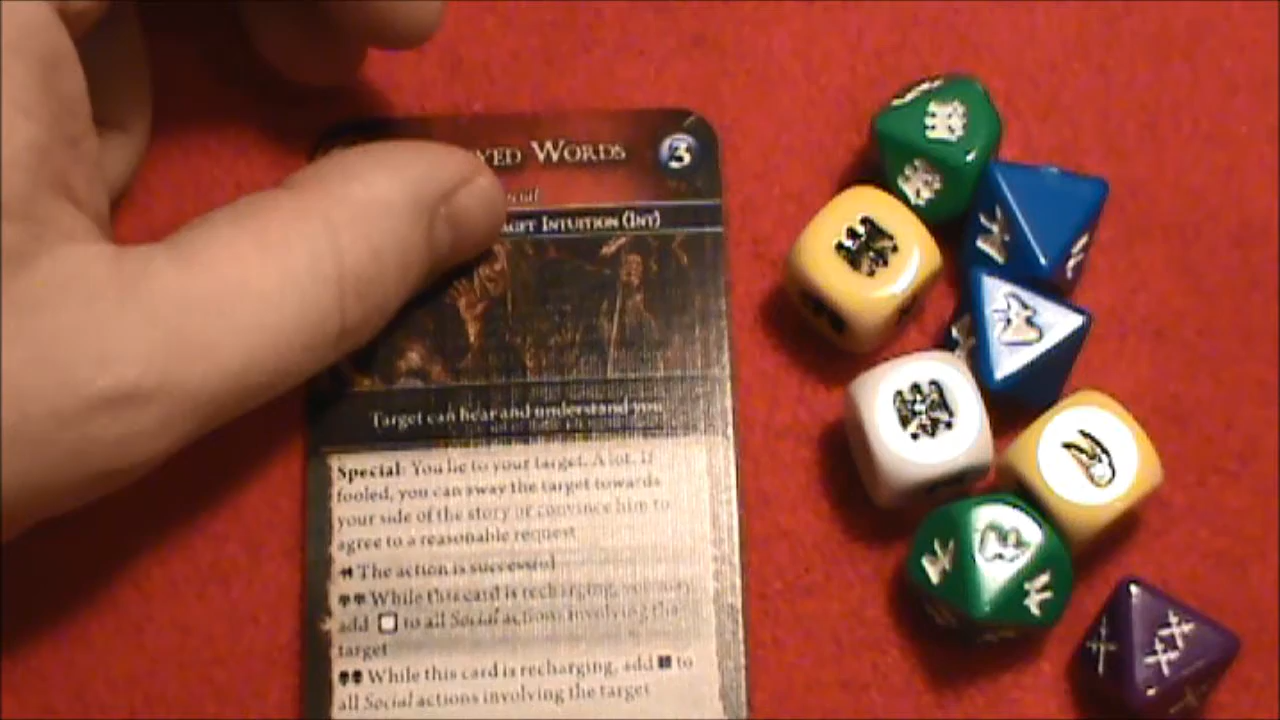 YED WORDS
3
INTUITION (INT)
Target can hear and understand you
Special: You lie to your target. A lot. If
fooled, you can sway the target towards
your side of the story or convince him to
agree to a reasonable request
The action is successful
While this card is recharging, you may
add to all Social actions involving the
target
While this card is recharging, add to
all Social actions involving the target